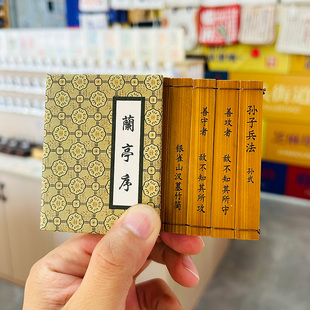 蘭亭序
孙子兵法 孙武
善攻者 敌不知其所守
善守者 敌不知其所攻
银雀山汉墓竹简